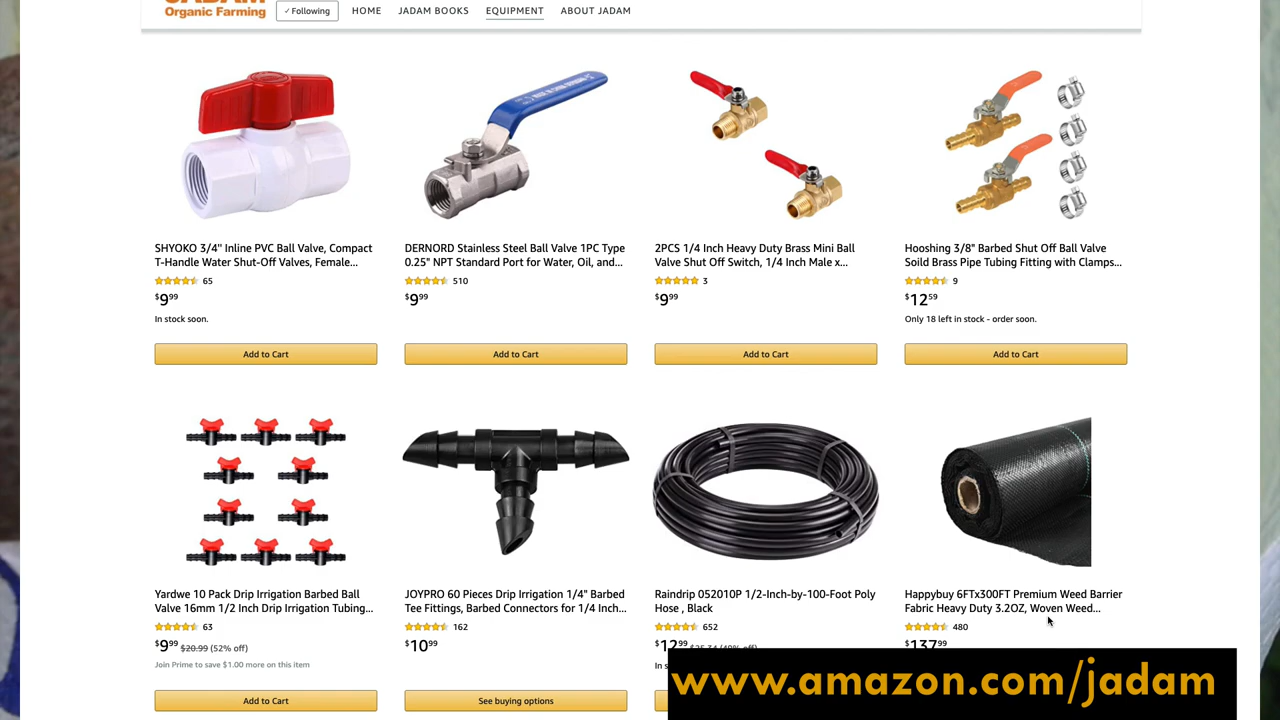 JADAM
Organic Farming
✓ Following
HOME
JADAM BOOKS
EQUIPMENT
ABOUT JADAM
SHYOKO 3/4'' Inline PVC Ball Valve, Compact
T-Handle Water Shut-Off Valves, Female...
65
$9.99
In stock soon.
Add to Cart
DERNORD Stainless Steel Ball Valve 1PC Type
0.25" NPT Standard Port for Water, Oil, and...
510
$9.99
Add to Cart
2PCS 1/4 Inch Heavy Duty Brass Mini Ball
Valve Shut Off Switch, 1/4 Inch Male x...
3
$9.99
Add to Cart
Hooshing 3/8" Barbed Shut Off Ball Valve
Soild Brass Pipe Tubing Fitting with Clamps...
9
$12.59
Only 18 left in stock - order soon.
Add to Cart
Yardwe 10 Pack Drip Irrigation Barbed Ball
Valve 16mm 1/2 Inch Drip Irrigation Tubing...
63
$9.99 $20.99 (52% off)
Join Prime to save $1.00 more on this item
Add to Cart
JOYPRO 60 Pieces Drip Irrigation 1/4" Barbed
Tee Fittings, Barbed Connectors for 1/4 Inch...
162
$10.99
See buying options
Raindrip 052010P 1/2-Inch-by-100-Foot Poly
Hose , Black
652
$12.99
In s
Happybuy 6FTx300FT Premium Weed Barrier
Fabric Heavy Duty 3.2OZ, Woven Weed...
480
$137.99
www.amazon.com/jadam